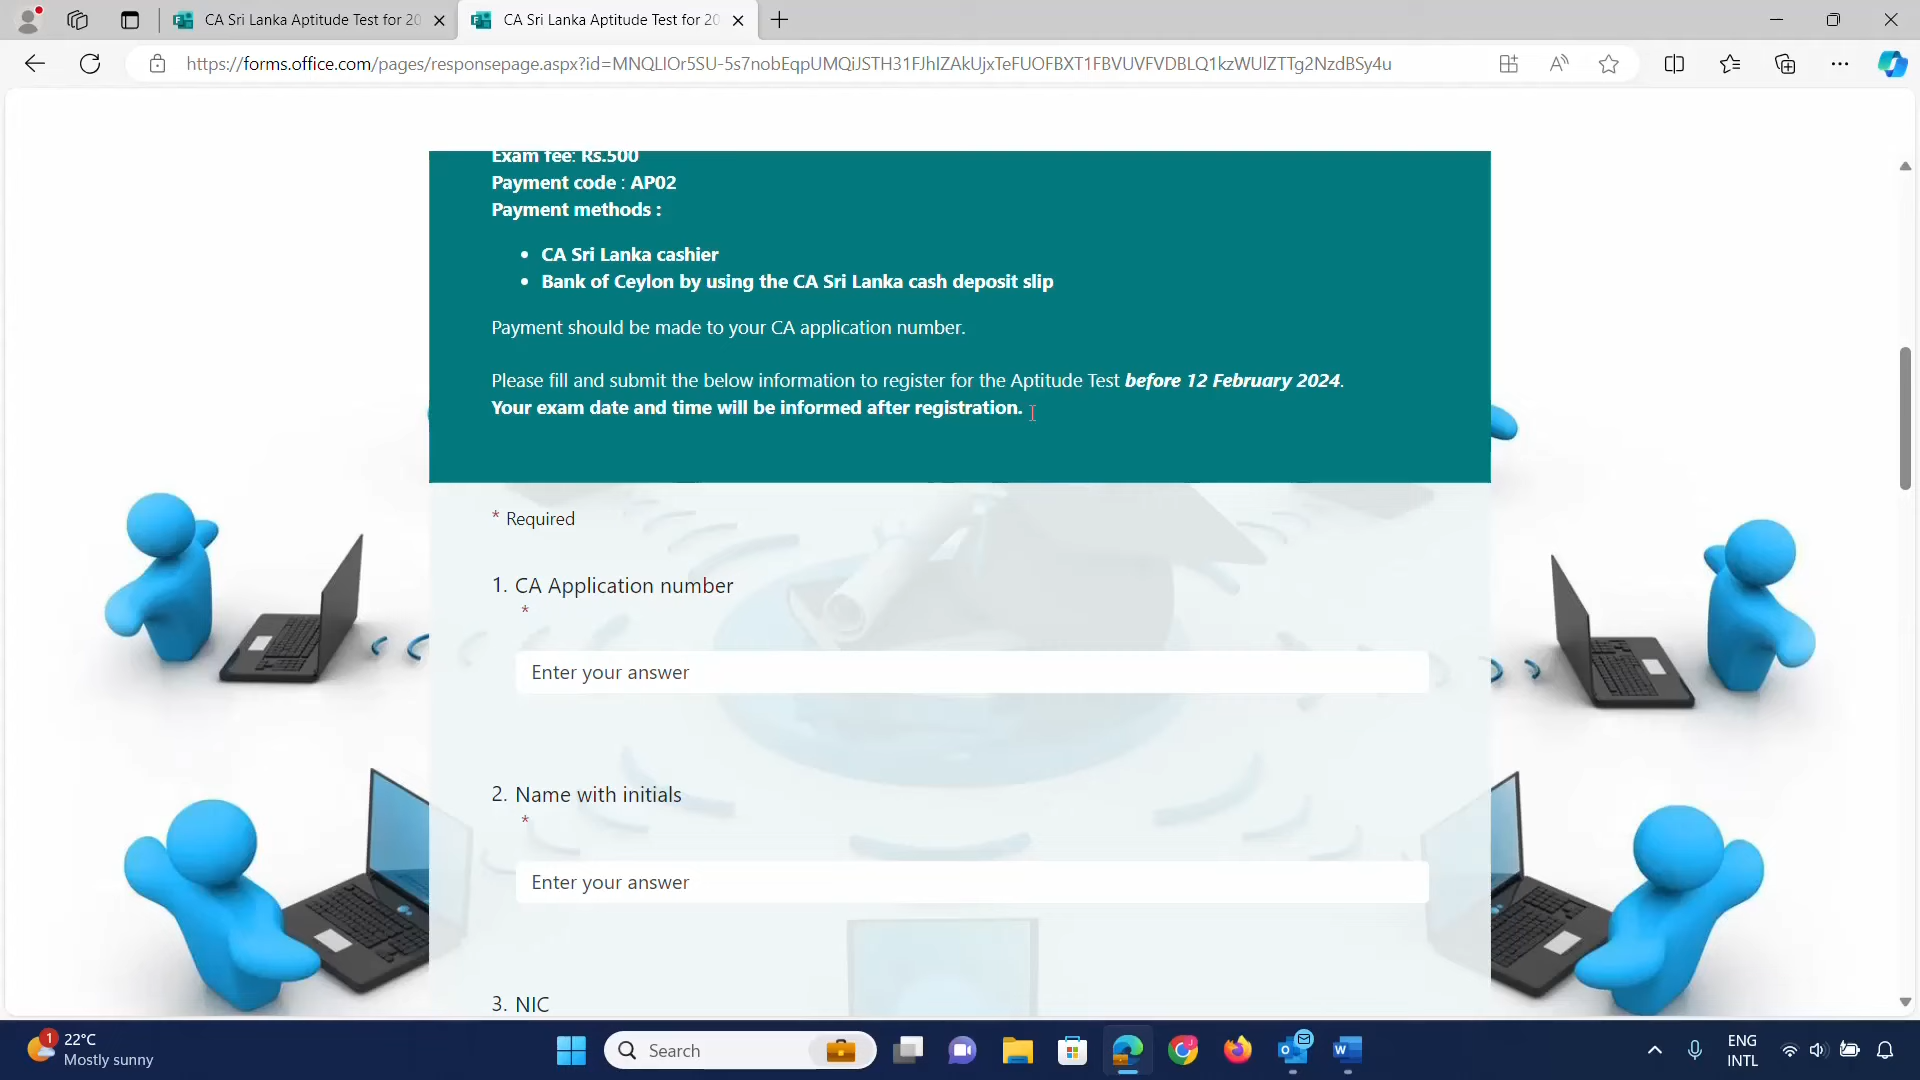 CA Sri Lanka Aptitude Test for 20
CA Sri Lanka Aptitude Test for 20
https://forms.office.com/pages/responsepage.aspx?id=MNQLlOr5SU-5s7nobEqpUMQiJSTH31FJhIZAkUjxTeFUOFBXT1FBVUVFVDBLQ1kzWUlZTTg2NzdBSy4u
Exam fee: Rs.500
Payment code : AP02
Payment methods :
• CA Sri Lanka cashier
• Bank of Ceylon by using the CA Sri Lanka cash deposit slip
Payment should be made to your CA application number.
Please fill and submit the below information to register for the Aptitude Test before 12 February 2024.
Your exam date and time will be informed after registration.
* Required
1. CA Application number
*
Enter your answer
2. Name with initials
*
Enter your answer
3. NIC
1
22°C
Mostly sunny
Search
ENG
INTL